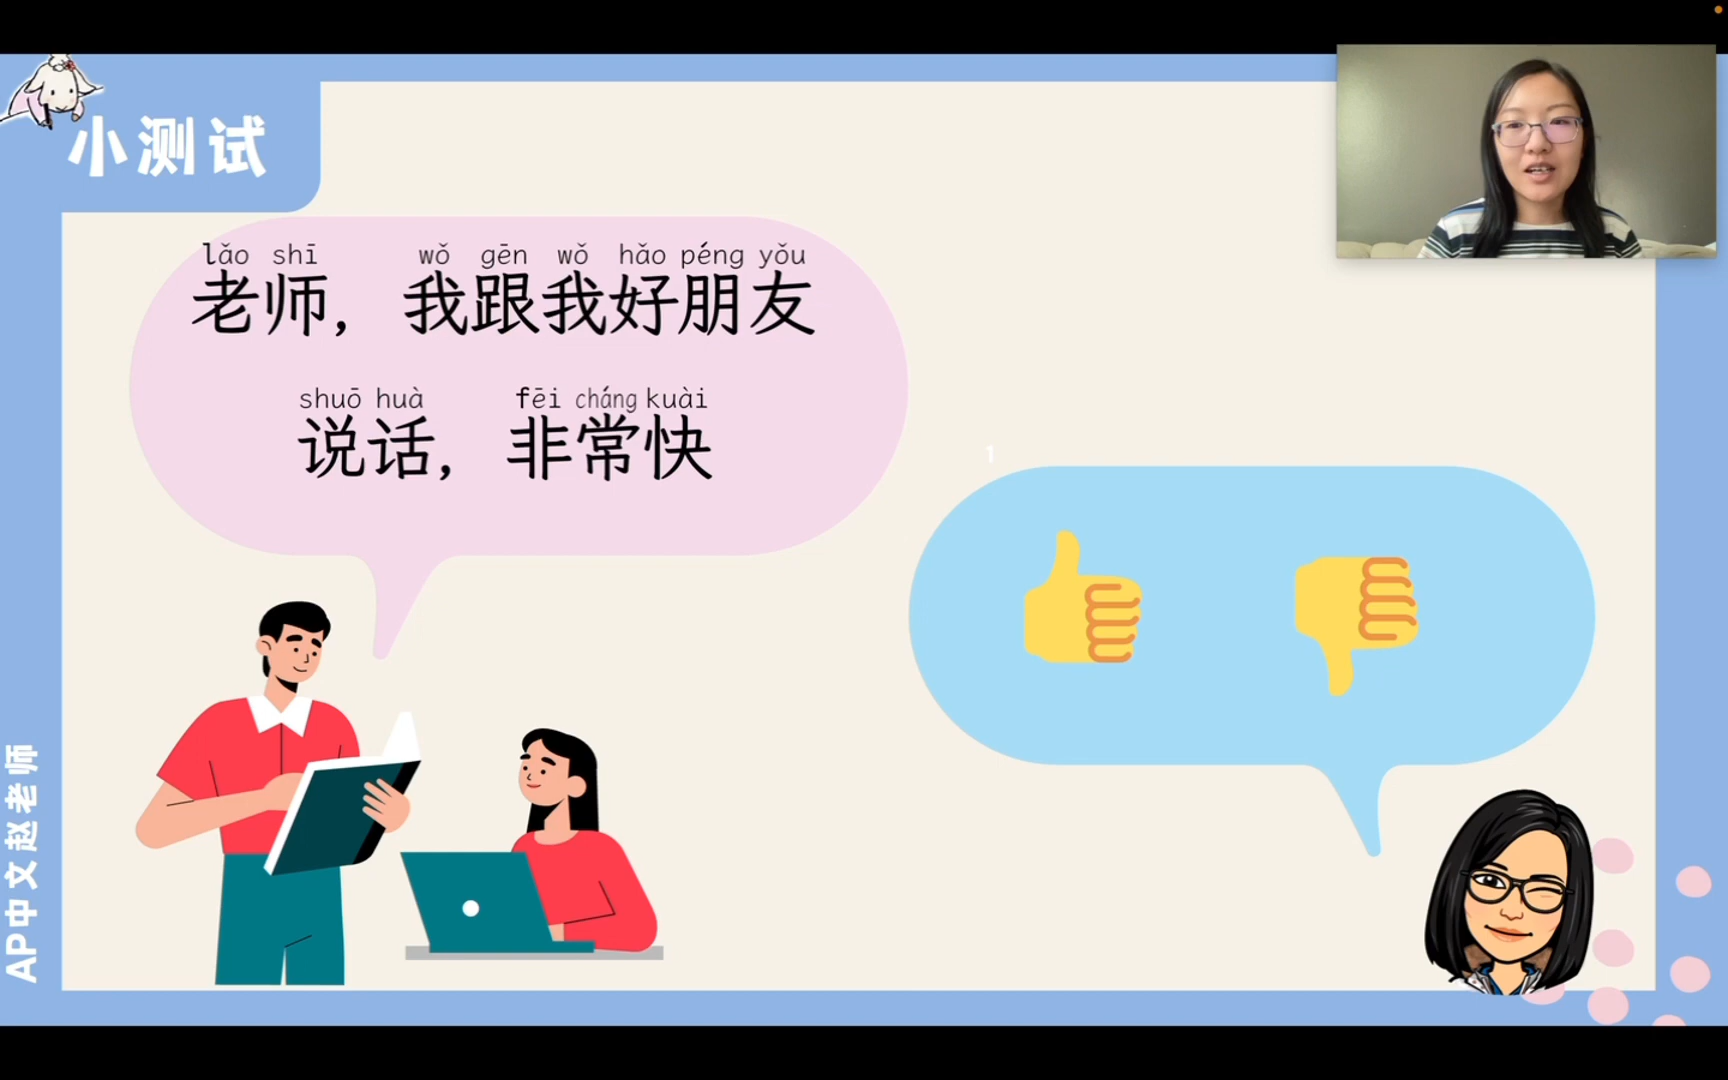 小测试
lǎo shī wǒ gēn wǒ hǎo péng yǒu
老师，我跟我好朋友
shuō huà fēi cháng kuài
说话，非常快
1
AP中文赵老师